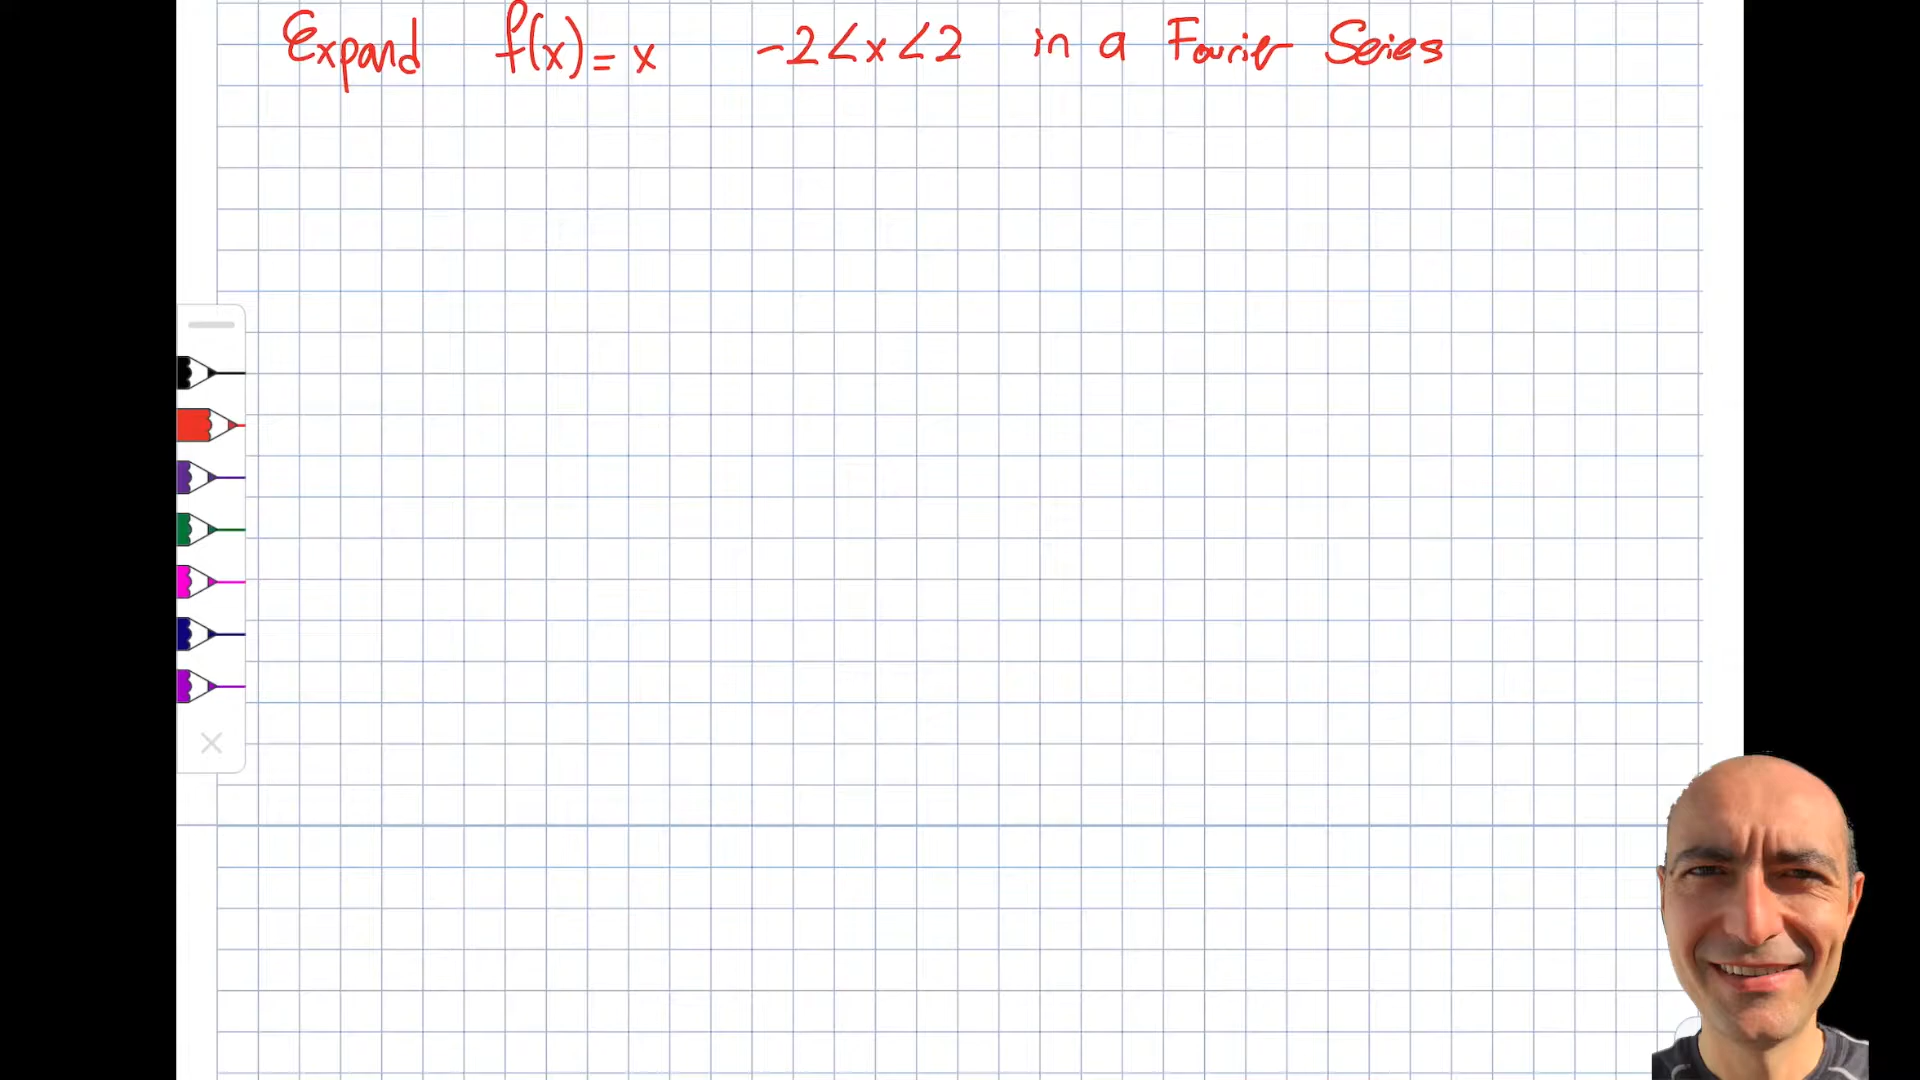 Expand f(x) = x -2<x<2 in a Fourier Series